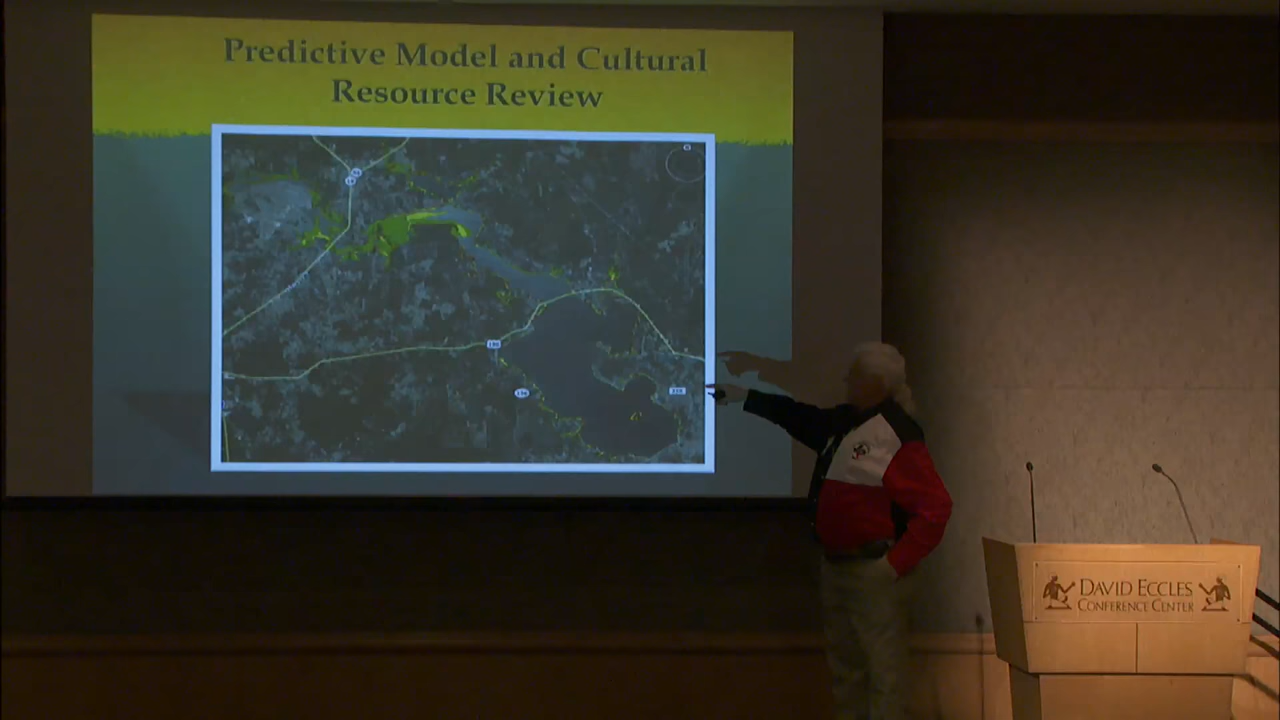 Predictive Model and Cultural
Resource Review
DAVID ECCLES
CONFERENCE CENTER